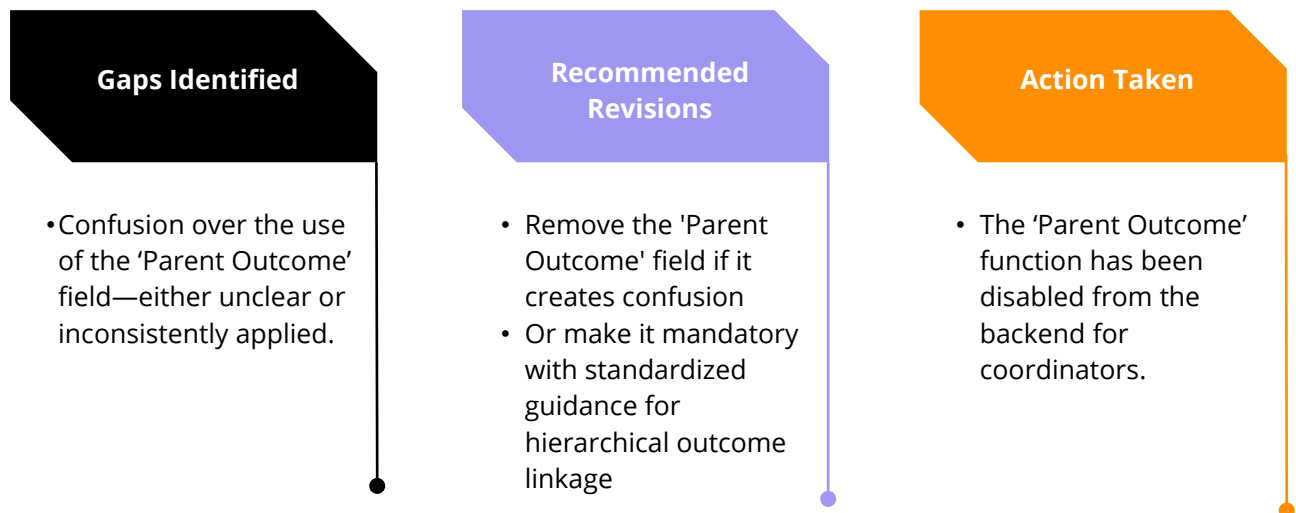 Gaps Identified
•Confusion over the use
of the ‘Parent Outcome’
field—either unclear or
inconsistently applied.
Recommended
Revisions
• Remove the 'Parent
Outcome' field if it
creates confusion
• Or make it mandatory
with standardized
guidance for
hierarchical outcome
linkage
Action Taken
• The ‘Parent Outcome’
function has been
disabled from the
backend for
coordinators.